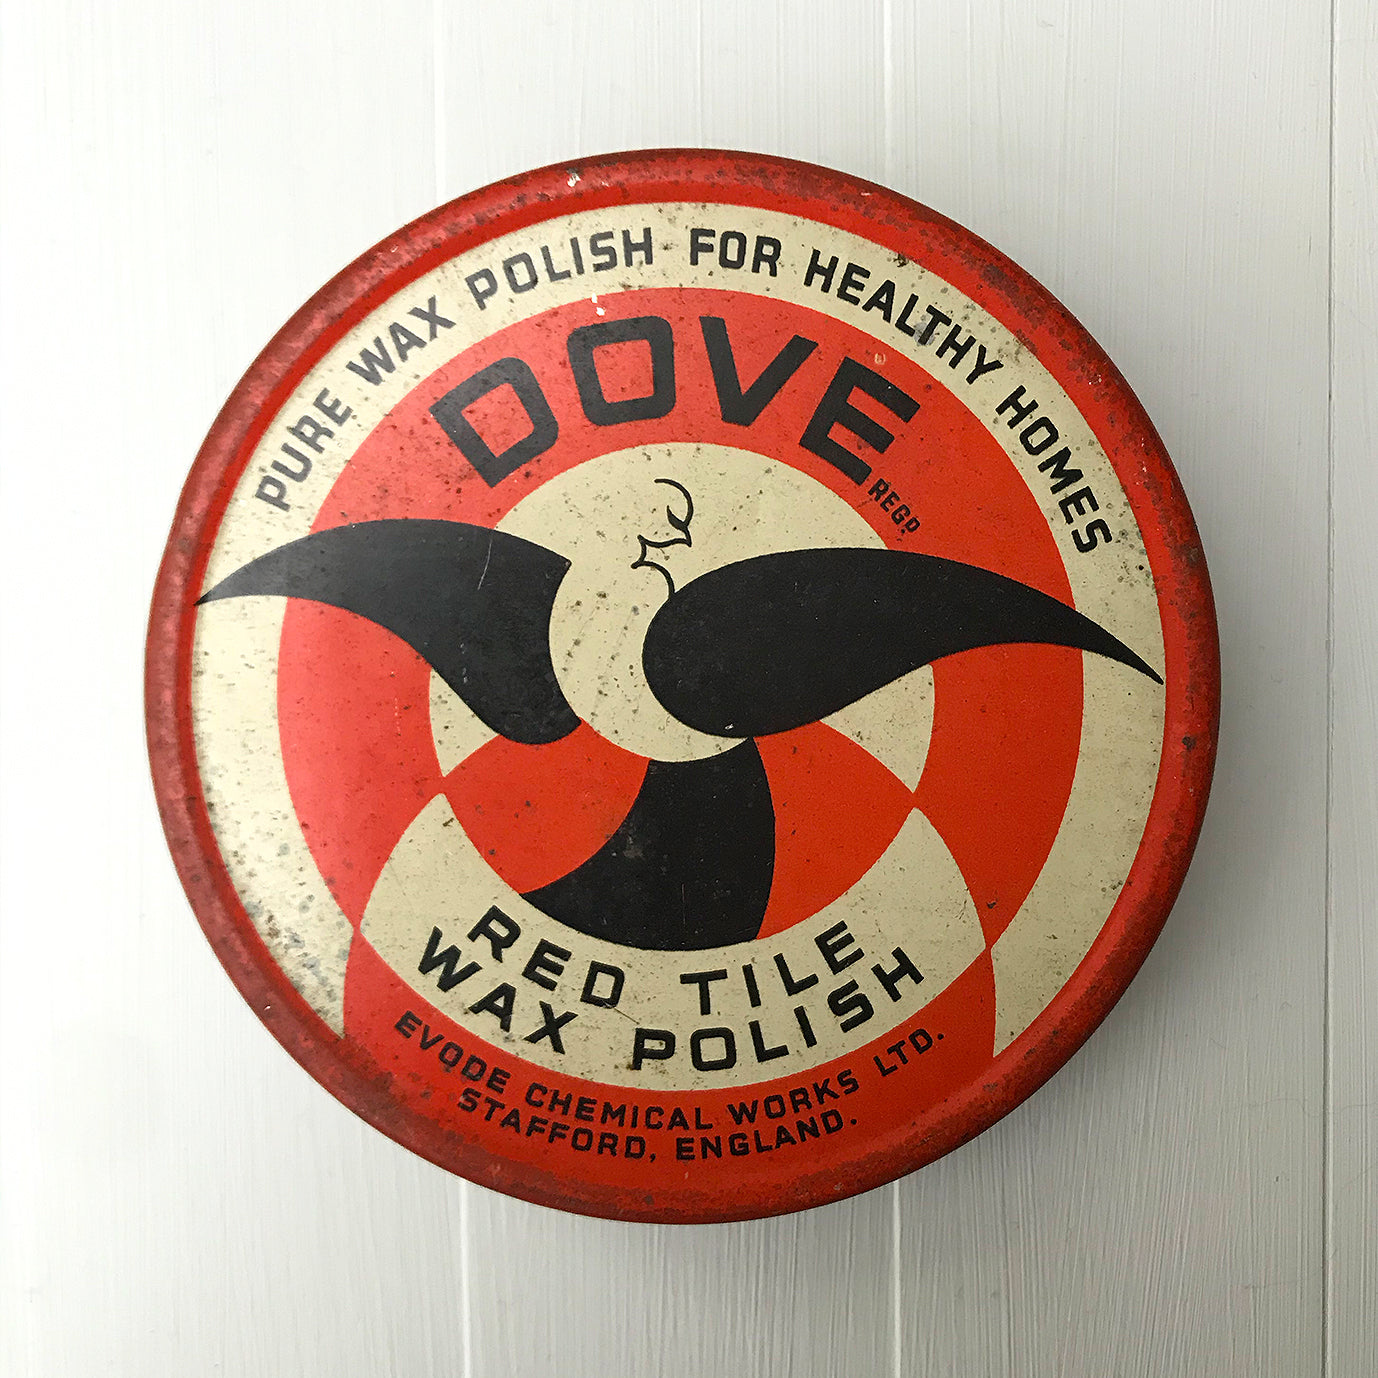 PURE WAX POLISH FOR HEALTHY HOMES
DOVE
REGD
RED TILE
WAX POLISH
EVODE CHEMICAL WORKS LTD.
STAFFORD, ENGLAND.